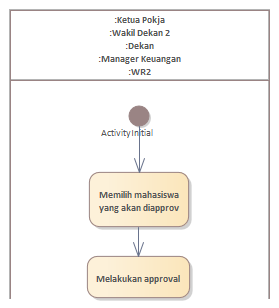 :Ketua Pokja
:Wakil Dekan 2
:Dekan
:Manager Keuangan
:WR2
ActivityInitial
Memilih mahasiswa
yang akan diapprov
Melakukan approval